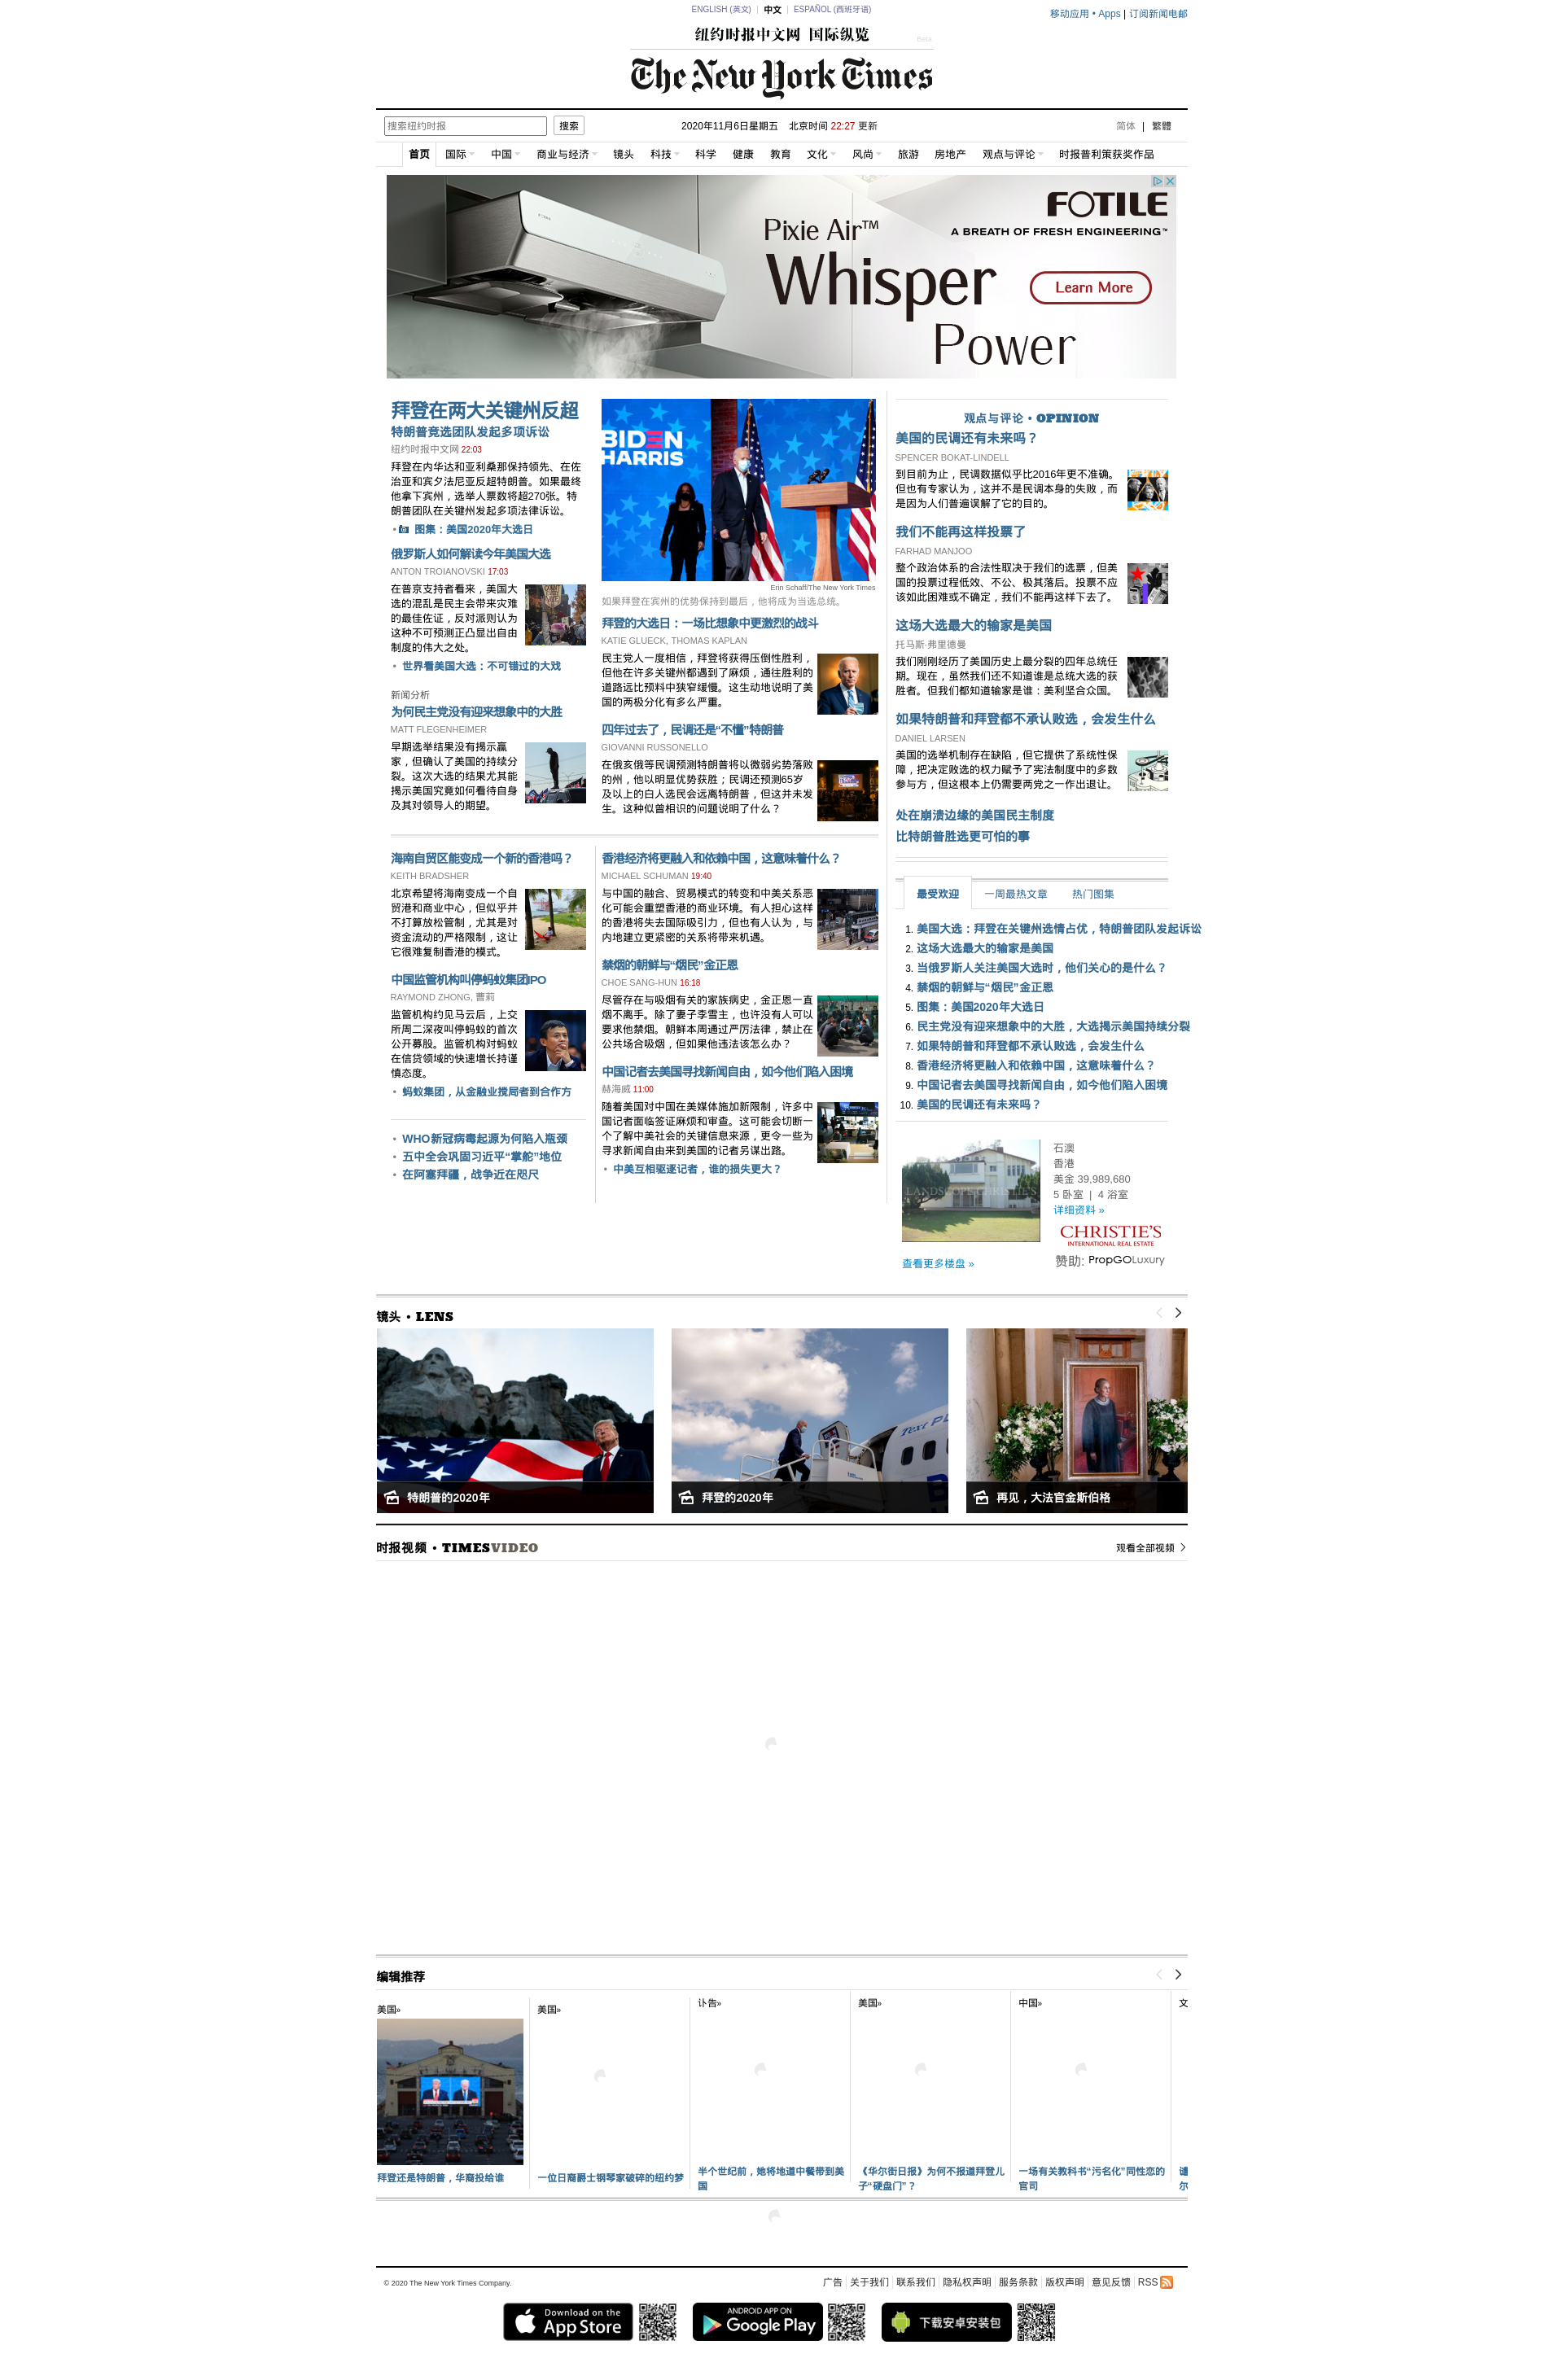 ENGLISH (英文) | 中文 | ESPAÑOL (西班牙语)
移动应用 • Apps | 订阅新闻电邮
纽约时报中文网 国际纵览
Beta
The New York Times
搜索纽约时报 搜索
2020年11月6日星期五 北京时间 22:27 更新
简体 | 繁體
首页 国际 中国 商业与经济 镜头 科技 科学 健康 教育 文化 风尚 旅游 房地产 观点与评论 时报普利策获奖作品
FOTILE
A BREATH OF FRESH ENGINEERING™
Pixie Air™
Whisper
Power
Learn More
拜登在两大关键州反超
特朗普竞选团队发起多项诉讼
纽约时报中文网 22:03
拜登在内华达和亚利桑那保持领先、在佐
治亚和宾夕法尼亚反超特朗普。如果最终
他拿下宾州，选举人票数将超270张。特
朗普团队在关键州发起多项法律诉讼。
• 图集：美国2020年大选日
俄罗斯人如何解读今年美国大选
ANTON TROIANOVSKI 17:03
在普京支持者看来，美国大
选的混乱是民主会带来灾难
的最佳佐证，反对派则认为
这种不可预测正凸显出自由
制度的伟大之处。
• 世界看美国大选：不可错过的大戏
新闻分析
为何民主党没有迎来想象中的大胜
MATT FLEGENHEIMER
早期选举结果没有揭示赢
家，但确认了美国的持续分
裂。这次大选的结果尤其能
揭示美国究竟如何看待自身
及其对领导人的期望。
BIDEN
HARRIS
Erin Schaff/The New York Times
如果拜登在宾州的优势保持到最后，他将成为当选总统。
拜登的大选日：一场比想象中更激烈的战斗
KATIE GLUECK, THOMAS KAPLAN
民主党人一度相信，拜登将获得压倒性胜利，
但他在许多关键州都遇到了麻烦，通往胜利的
道路远比预料中狭窄缓慢。这生动地说明了美
国的两极分化有多么严重。
四年过去了，民调还是“不懂”特朗普
GIOVANNI RUSSONELLO
在俄亥俄等民调预测特朗普将以微弱劣势落败
的州，他以明显优势获胜；民调还预测65岁
及以上的白人选民会远离特朗普，但这并未发
生。这种似曾相识的问题说明了什么？
观点与评论 • OPINION
美国的民调还有未来吗？
SPENCER BOKAT-LINDELL
到目前为止，民调数据似乎比2016年更不准确。
但也有专家认为，这并不是民调本身的失败，而
是因为人们普遍误解了它的目的。
我们不能再这样投票了
FARHAD MANJOO
整个政治体系的合法性取决于我们的选票，但美
国的投票过程低效、不公、极其落后。投票不应
该如此困难或不确定，我们不能再这样下去了。
这场大选最大的输家是美国
托马斯·弗里德曼
我们刚刚经历了美国历史上最分裂的四年总统任
期。现在，虽然我们还不知道谁是总统大选的获
胜者。但我们都知道输家是谁：美利坚合众国。
如果特朗普和拜登都不承认败选，会发生什么
DANIEL LARSEN
美国的选举机制存在缺陷，但它提供了系统性保
障，把决定败选的权力赋予了宪法制度中的多数
参与方，但这根本上仍需要两党之一作出退让。
处在崩溃边缘的美国民主制度
比特朗普胜选更可怕的事
海南自贸区能变成一个新的香港吗？
KEITH BRADSHER
北京希望将海南变成一个自
贸港和商业中心，但似乎并
不打算放松管制，尤其是对
资金流动的严格限制，这让
它很难复制香港的模式。
中国监管机构叫停蚂蚁集团IPO
RAYMOND ZHONG, 曹莉
监管机构约见马云后，上交
所周二深夜叫停蚂蚁的首次
公开募股。监管机构对蚂蚁
在信贷领域的快速增长持谨
慎态度。
• 蚂蚁集团，从金融业搅局者到合作方
• WHO新冠病毒起源为何陷入瓶颈
• 五中全会巩固习近平“掌舵”地位
• 在阿塞拜疆，战争近在咫尺
香港经济将更融入和依赖中国，这意味着什么？
MICHAEL SCHUMAN 19:40
与中国的融合、贸易模式的转变和中美关系恶
化可能会重塑香港的商业环境。有人担心这样
的香港将失去国际吸引力，但也有人认为，与
内地建立更紧密的关系将带来机遇。
禁烟的朝鲜与“烟民”金正恩
CHOE SANG-HUN 16:18
尽管存在与吸烟有关的家族病史，金正恩一直
烟不离手。除了妻子李雪主，也许没有人可以
要求他禁烟。朝鲜本周通过严厉法律，禁止在
公共场合吸烟，但如果他违法该怎么办？
中国记者去美国寻找新闻自由，如今他们陷入困境
赫海威 11:00
随着美国对中国在美媒体施加新限制，许多中
国记者面临签证麻烦和审查。这可能会切断一
个了解中美社会的关键信息来源，更令一些为
寻求新闻自由来到美国的记者另谋出路。
• 中美互相驱逐记者，谁的损失更大？
最受欢迎 一周最热文章 热门图集
1. 美国大选：拜登在关键州选情占优，特朗普团队发起诉讼
2. 这场大选最大的输家是美国
3. 当俄罗斯人关注美国大选时，他们关心的是什么？
4. 禁烟的朝鲜与“烟民”金正恩
5. 图集：美国2020年大选日
6. 民主党没有迎来想象中的大胜，大选揭示美国持续分裂
7. 如果特朗普和拜登都不承认败选，会发生什么
8. 香港经济将更融入和依赖中国，这意味着什么？
9. 中国记者去美国寻找新闻自由，如今他们陷入困境
10. 美国的民调还有未来吗？
石澳
香港
美金 39,989,680
5 卧室 | 4 浴室
详细资料 »
CHRISTIE'S
INTERNATIONAL REAL ESTATE
查看更多楼盘 »
赞助: PropGOLuxury
镜头 • LENS
特朗普的2020年
拜登的2020年
再见，大法官金斯伯格
时报视频 • TIMESVIDEO
观看全部视频
编辑推荐
美国»
拜登还是特朗普，华裔投给谁
美国»
一位日裔爵士钢琴家破碎的纽约梦
讣告»
半个世纪前，她将地道中餐带到美
国
美国»
《华尔街日报》为何不报道拜登儿
子“硬盘门”？
中国»
一场有关教科书“污名化”同性恋的
官司
文
尔
© 2020 The New York Times Company.
广告 | 关于我们 | 联系我们 | 隐私权声明 | 服务条款 | 版权声明 | 意见反馈 | RSS
Download on the
App Store
ANDROID APP ON
Google Play
下载安卓安装包